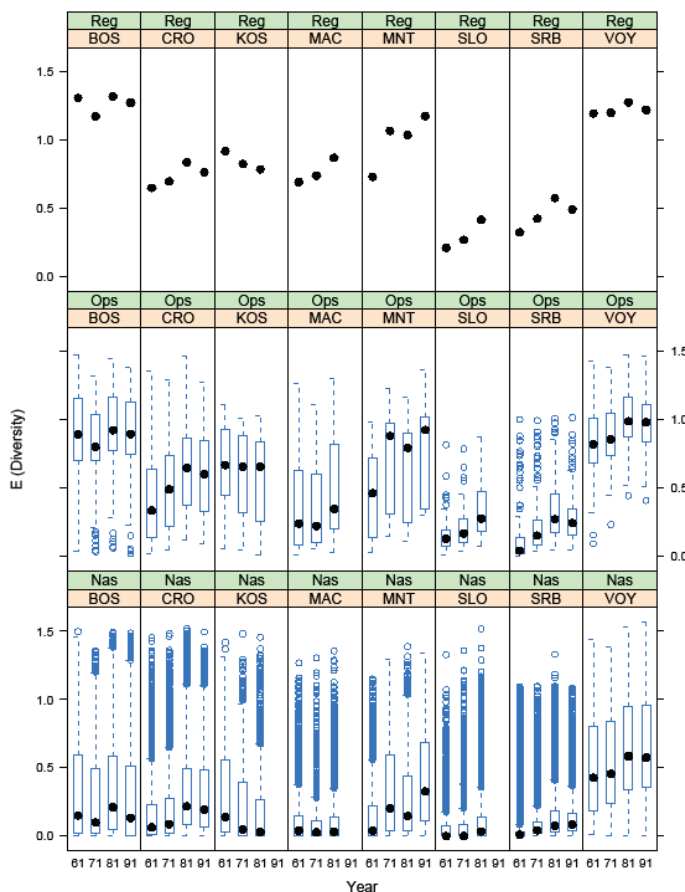 Reg Reg Reg Reg Reg Reg Reg Reg
BOS CRO KOS MAC MNT SLO SRB VOY
1.5
1.0
0.5
0.0
Ops Ops Ops Ops Ops Ops Ops Ops
BOS CRO KOS MAC MNT SLO SRB VOY
1.5
1.0
0.5
0.0
E (Diversity)
Nas Nas Nas Nas Nas Nas Nas Nas
BOS CRO KOS MAC MNT SLO SRB VOY
1.5
1.0
0.5
0.0
61 71 81 91 61 71 81 91 61 71 81 91 61 71 81 91 61 71 81 91 61 71 81 91 61 71 81 91 61 71 81 91
Year